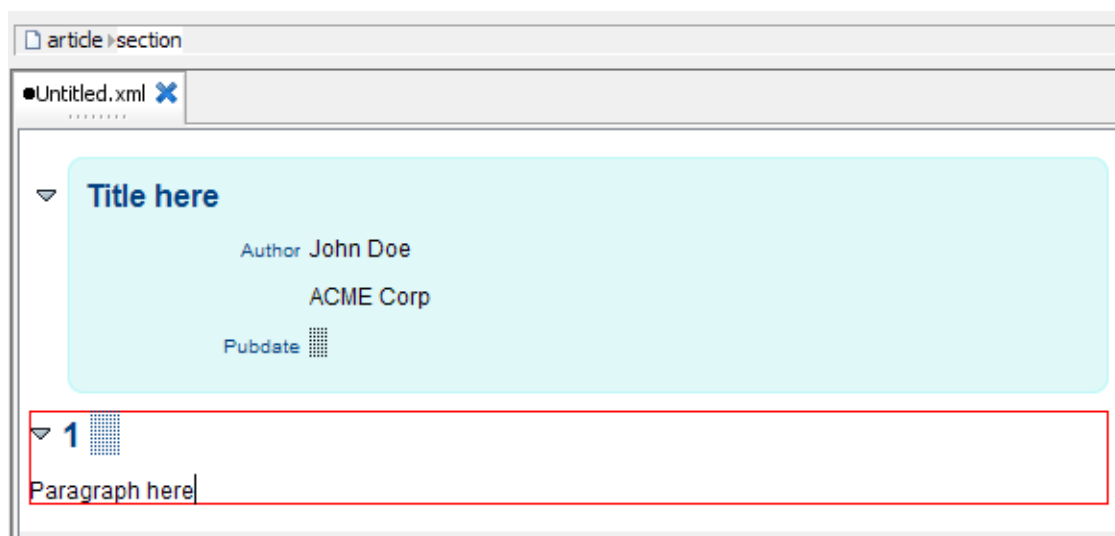 article section
Untitled.xml
Title here
Author John Doe
ACME Corp
Pubdate
1
Paragraph here